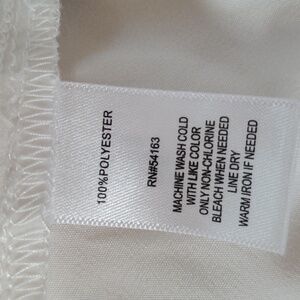 100%POLYESTER
RN#54163
MACHINE WASH COLD
WITH LIKE COLOR
ONLY NON-CHLORINE
BLEACH WHEN NEEDED
LINE DRY
WARM IRON IF NEEDED